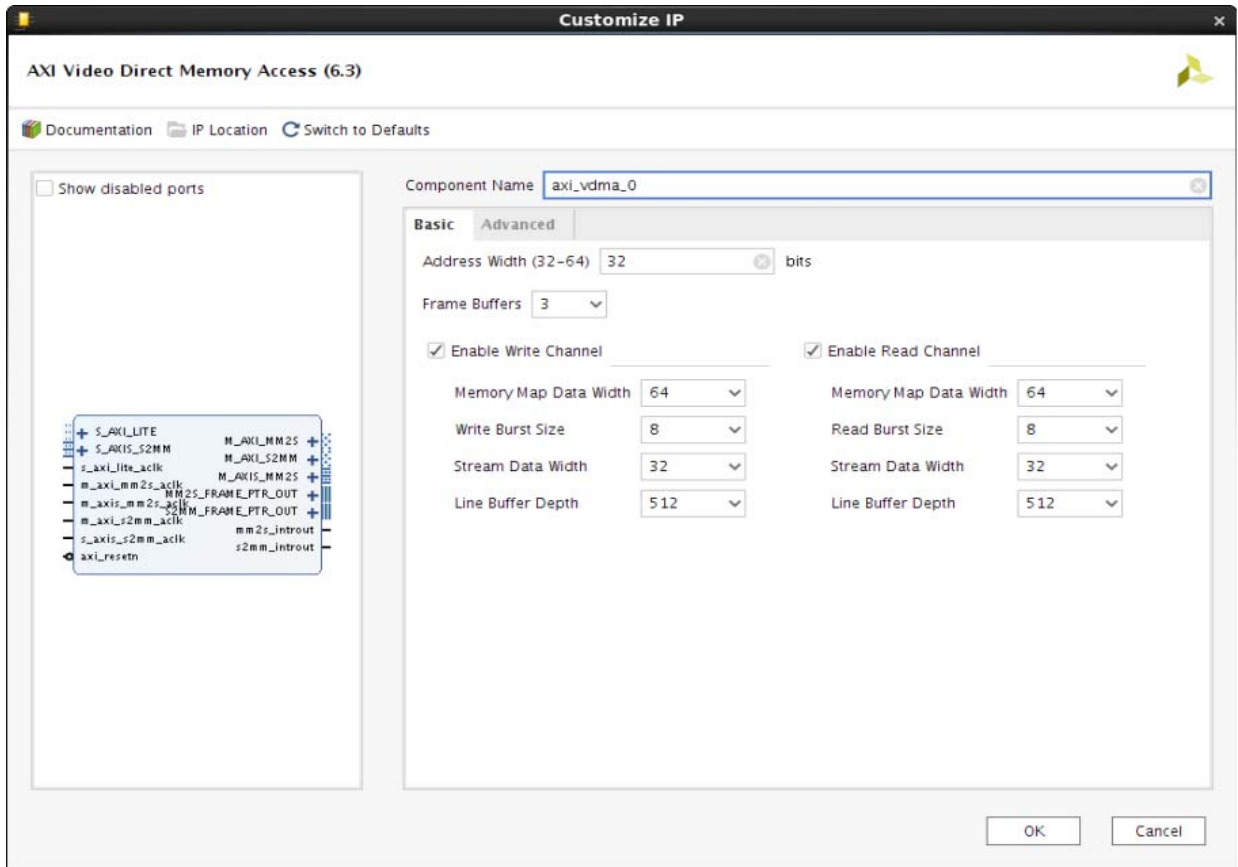 Customize IP
AXI Video Direct Memory Access (6.3)
Documentation IP Location Switch to Defaults
Show disabled ports
S_AXI_LITE
S_AXIS_S2MM
s_axi_lite_aclk
m_axi_mm2s_aclk
m_axis_mm2s_aclk
m_axi_s2mm_aclk
s_axis_s2mm_aclk
axi_resetn
M_AXI_MM2S
M_AXI_S2MM
M_AXIS_MM2S
MM2S_FRAME_PTR_OUT
S2MM_FRAME_PTR_OUT
mm2s_introut
s2mm_introut
Component Name axi_vdma_0
Basic Advanced
Address Width (32-64) 32 bits
Frame Buffers 3
Enable Write Channel
Memory Map Data Width 64
Write Burst Size 8
Stream Data Width 32
Line Buffer Depth 512
Enable Read Channel
Memory Map Data Width 64
Read Burst Size 8
Stream Data Width 32
Line Buffer Depth 512
OK Cancel